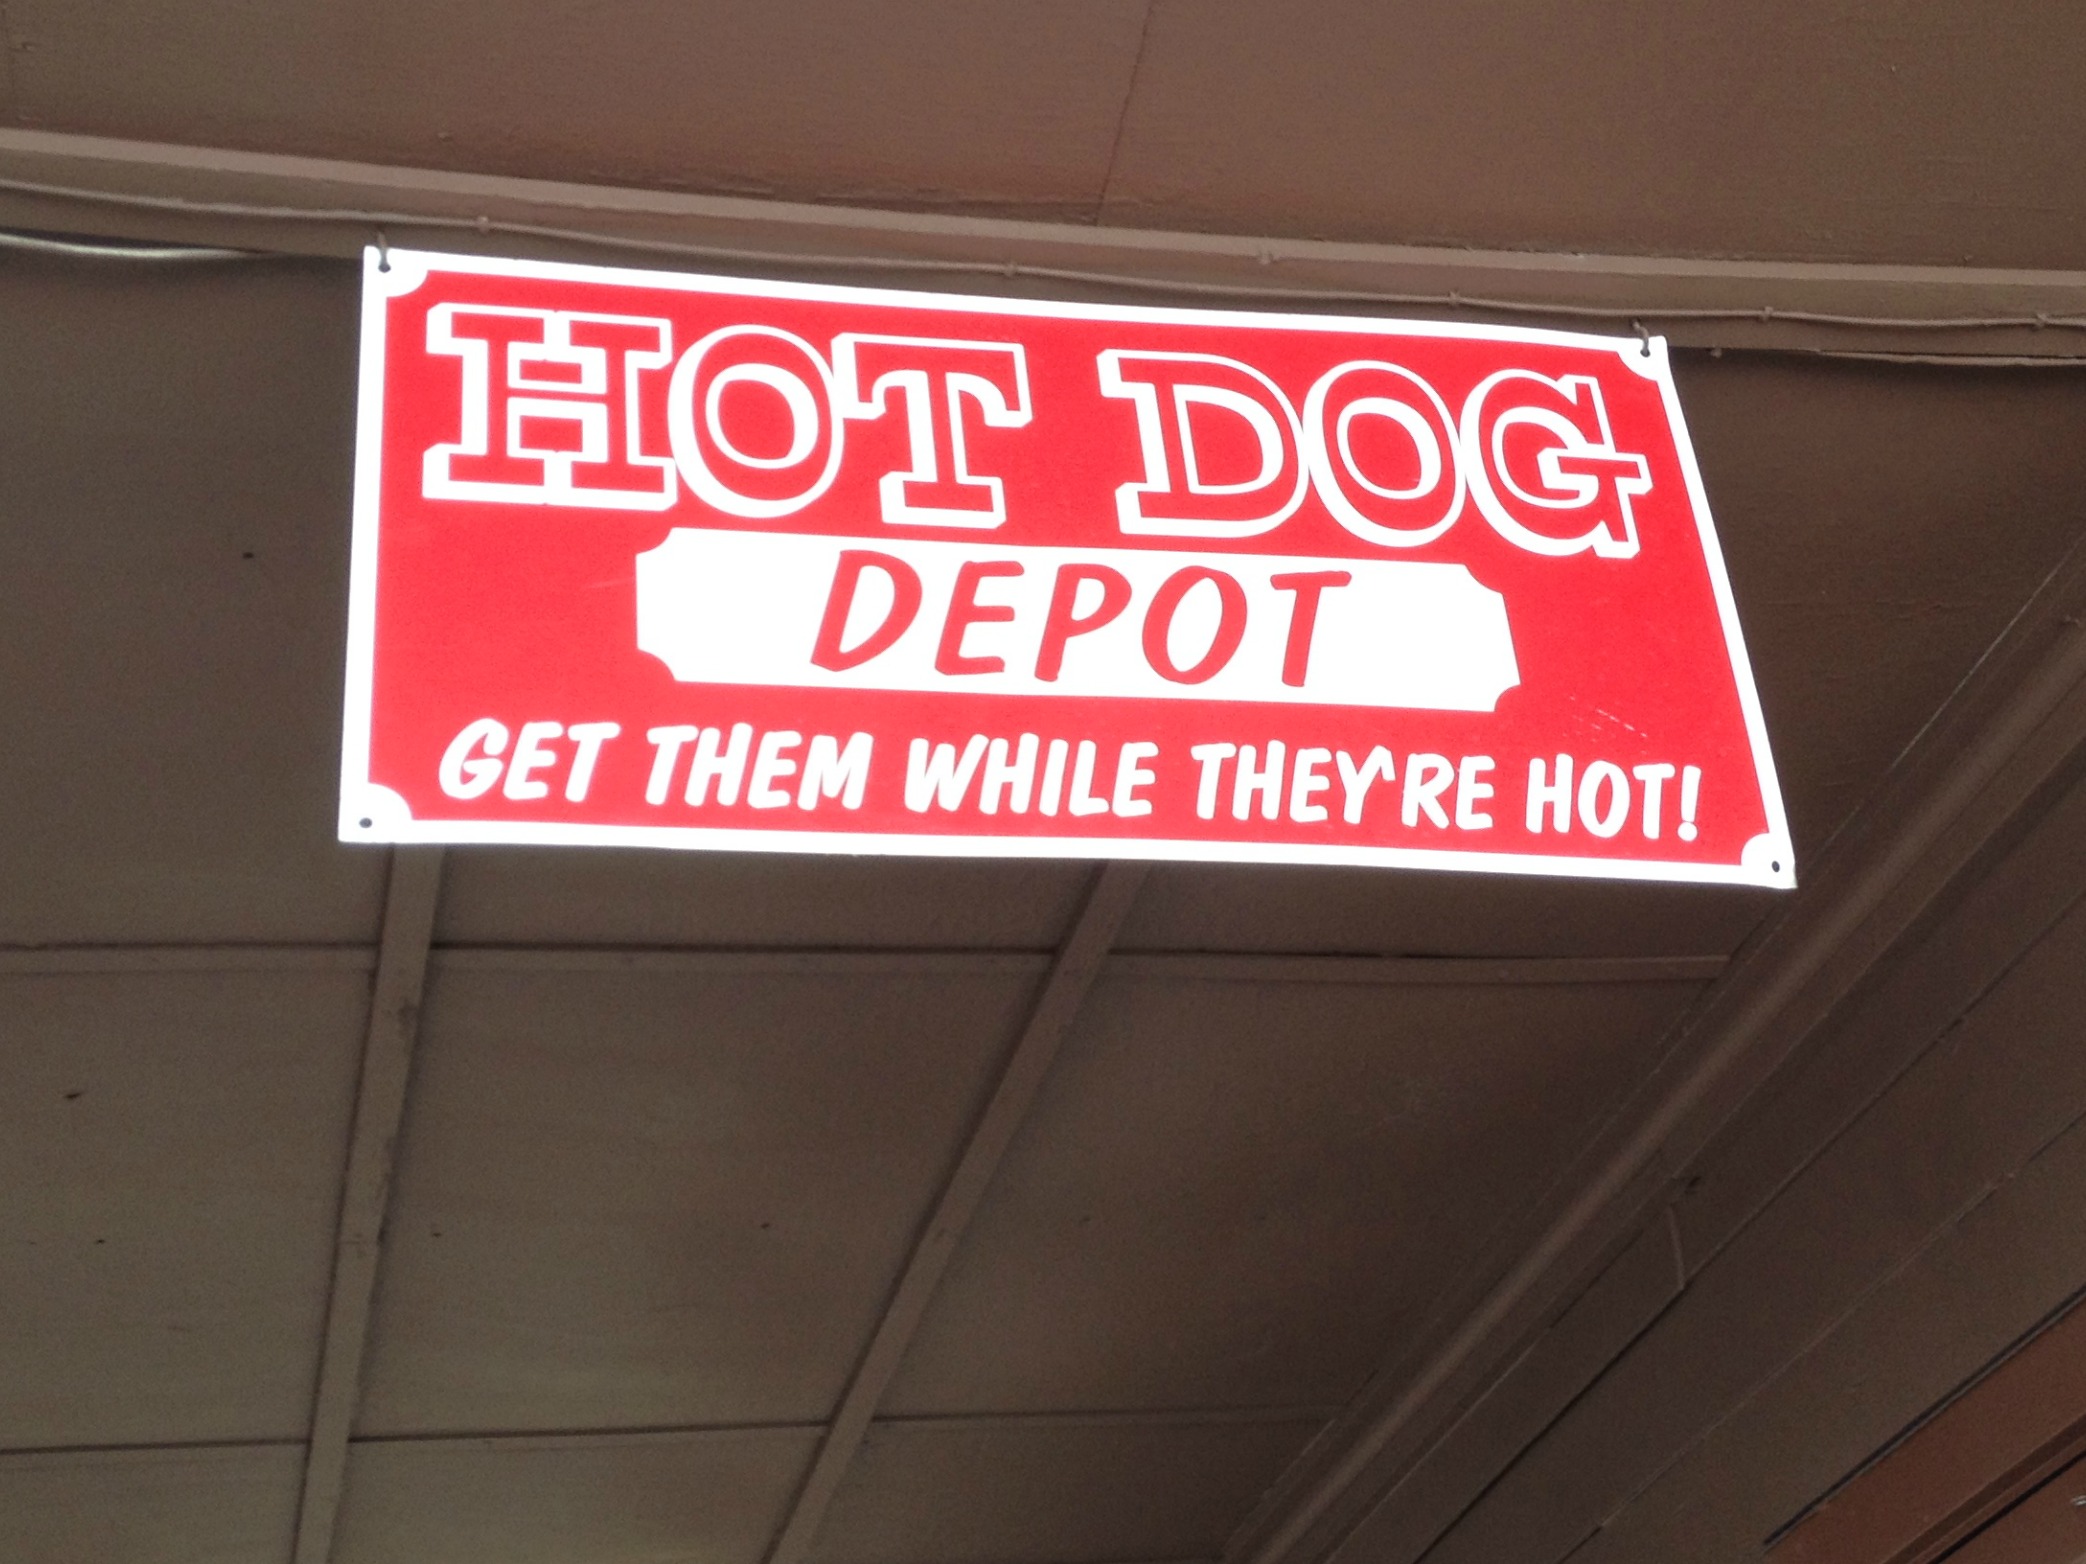 HOT DOG
DEPOT
GET THEM WHILE THEY'RE HOT!